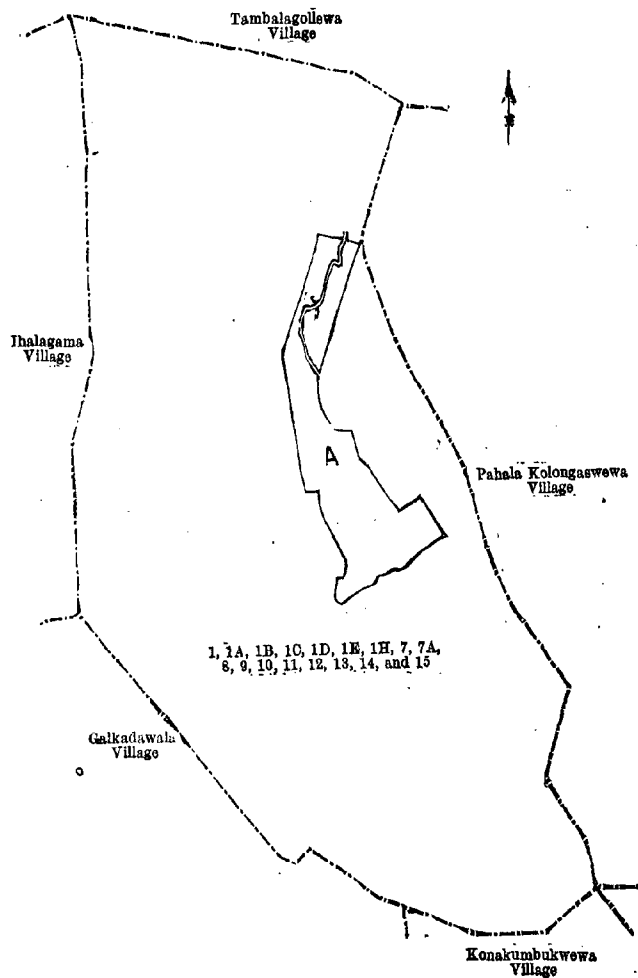 Tambalagollewa
Village
Ihalagama
Village
A
Pahala Kolongaswewa
Village
1, 1A, 1B, 1C, 1D, 1E, 1H, 7, 7A,
8, 9, 10, 11, 12, 13, 14, and 15
Galkadawala
Village
Konakumbukwewa
Village